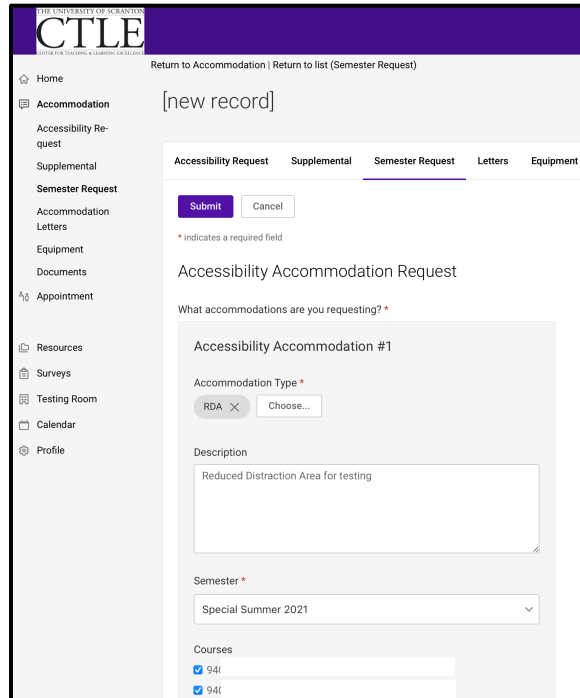 THE UNIVERSITY OF SCRANTON
CTLE
CENTER FOR TEACHING & LEARNING EXCELLENCE
Return to Accommodation | Return to list (Semester Request)
[new record]
Home
Accommodation
Accessibility Re-
quest
Supplemental
Semester Request
Accommodation
Letters
Equipment
Documents
Appointment
Resources
Surveys
Testing Room
Calendar
Profile
Accessibility Request Supplemental Semester Request Letters Equipment
Submit Cancel
* indicates a required field
Accessibility Accommodation Request
What accommodations are you requesting? *
Accessibility Accommodation #1
Accommodation Type *
RDA Choose...
Description
Reduced Distraction Area for testing
Semester *
Special Summer 2021
Courses